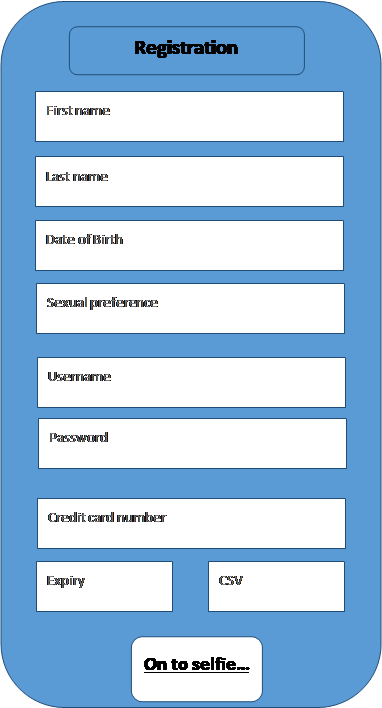 Registration
First name
Last name
Date of Birth
Sexual preference
Username
Password
Credit card number
Expiry
CSV
On to selfie...